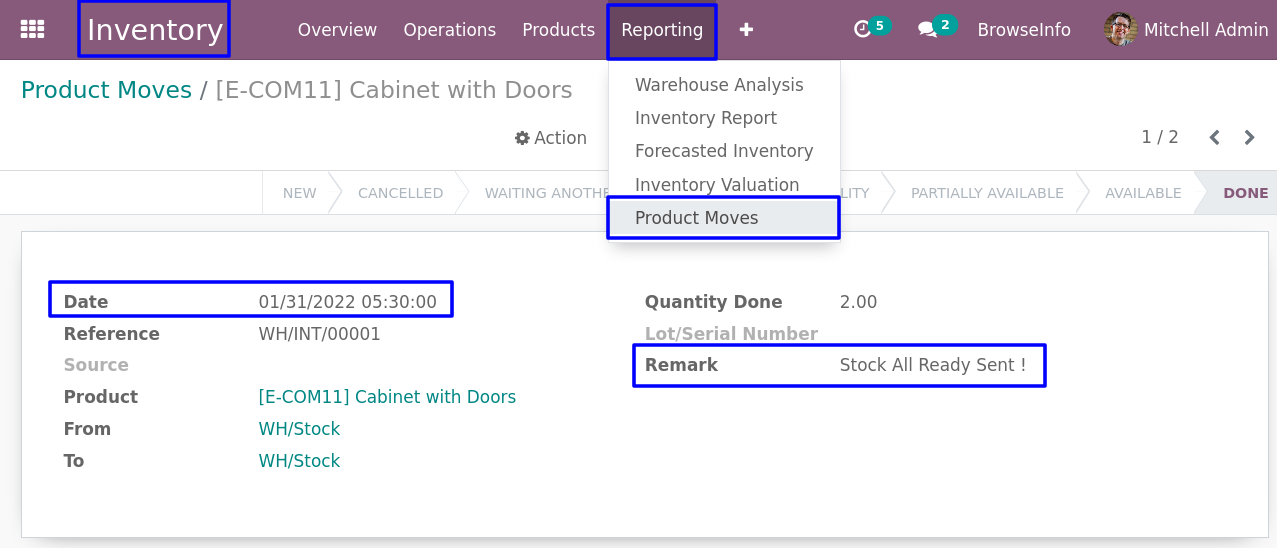 Inventory Overview Operations Products Reporting 5 2 BrowseInfo Mitchell Admin
Product Moves / [E-COM11] Cabinet with Doors
Action
1 / 2
Warehouse Analysis
Inventory Report
Forecasted Inventory
Inventory Valuation
Product Moves
NEW CANCELLED WAITING ANOTHE LITY PARTIALLY AVAILABLE AVAILABLE DONE
Date 01/31/2022 05:30:00
Reference WH/INT/00001
Source
Product [E-COM11] Cabinet with Doors
From WH/Stock
To WH/Stock
Quantity Done 2.00
Lot/Serial Number
Remark Stock All Ready Sent !